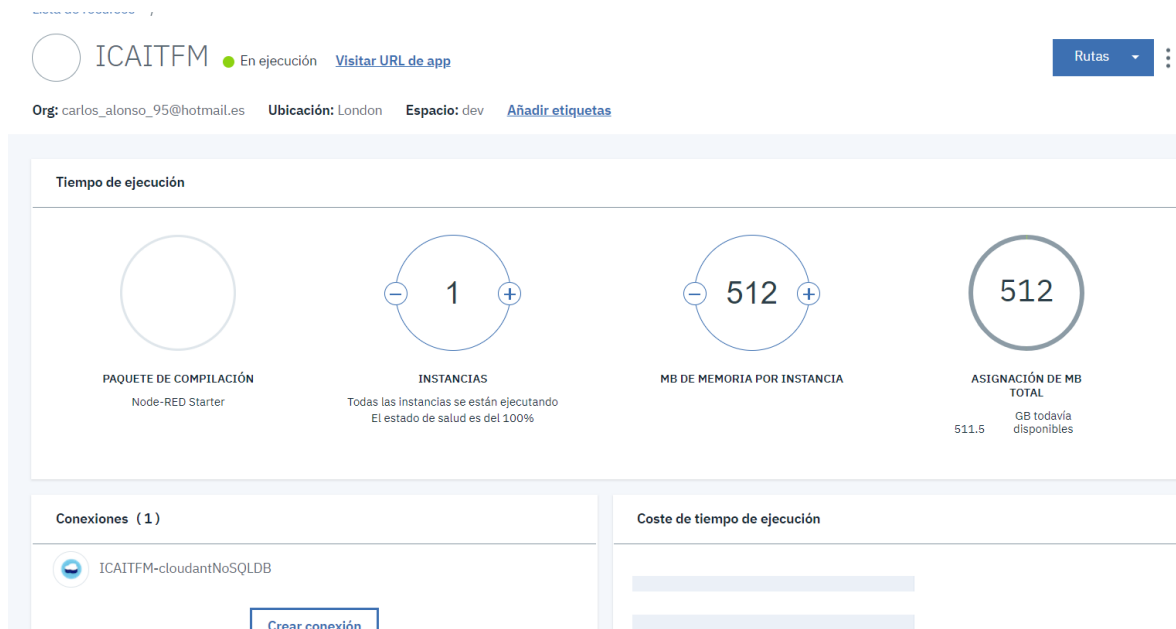 ICAITFM En ejecución Visitar URL de app Rutas
Org: carlos_alonso_95@hotmail.es Ubicación: London Espacio: dev Añadir etiquetas
Tiempo de ejecución
1
512
512
PAQUETE DE COMPILACIÓN
Node-RED Starter
INSTANCIAS
Todas las instancias se están ejecutando
El estado de salud es del 100%
MB DE MEMORIA POR INSTANCIA
ASIGNACIÓN DE MB
TOTAL
511.5 GB todavía
disponibles
Conexiones (1)
ICAITFM-cloudantNoSQLDB
Crear conexión
Coste de tiempo de ejecución